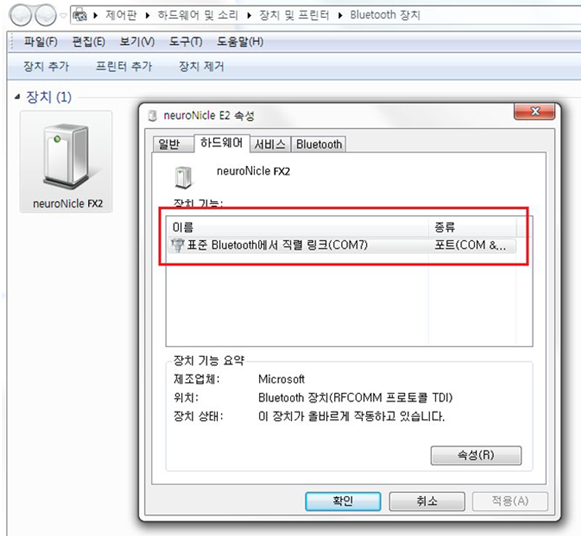 제어판 ▸ 하드웨어 및 소리 ▸ 장치 및 프린터 ▸ Bluetooth 장치
파일(F) 편집(E) 보기(V) 도구(T) 도움말(H)
장치 추가 프린터 추가 장치 제거
장치 (1)
neuroNicle FX2
neuroNicle E2 속성
일반 하드웨어 서비스 Bluetooth
neuroNicle FX2
장치 기능:
이름 종류
표준 Bluetooth에서 직렬 링크(COM7) 포트(COM &...
장치 기능 요약
제조업체: Microsoft
위치: Bluetooth 장치(RFCOMM 프로토콜 TDI)
장치 상태: 이 장치가 올바르게 작동하고 있습니다.
속성(R)
확인 취소 적용(A)